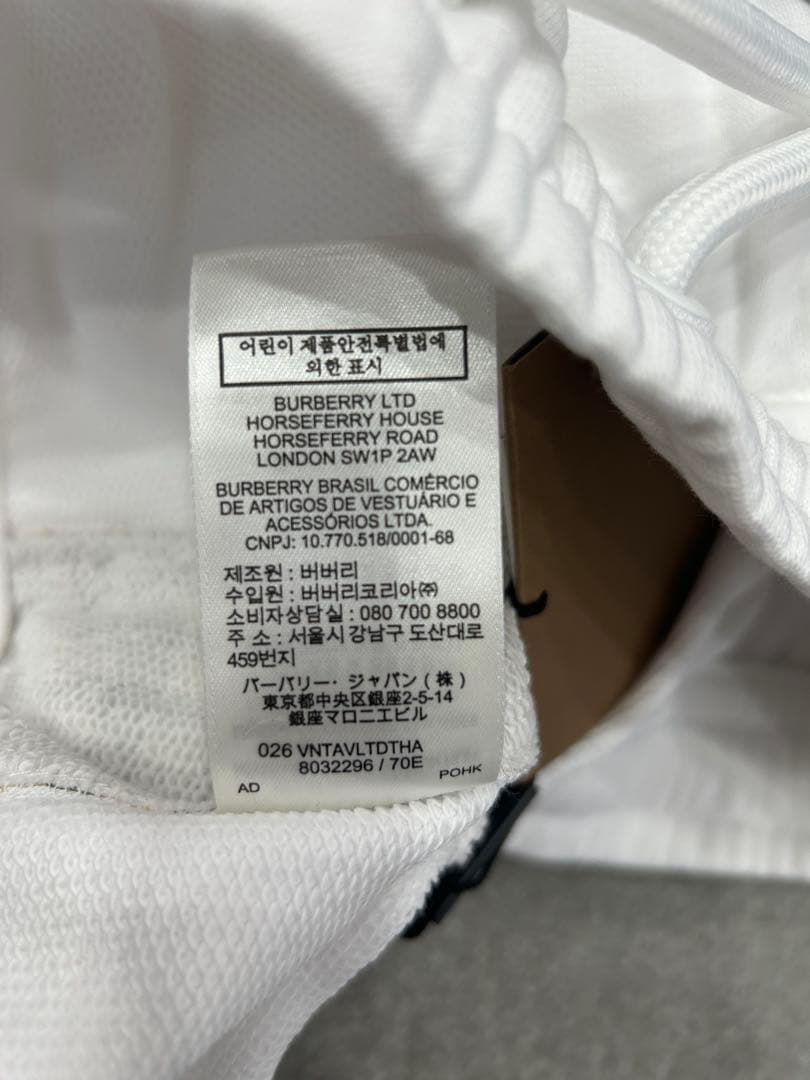 어린이 제품안전특별법에
의한 표시
BURBERRY LTD
HORSEFERRY HOUSE
HORSEFERRY ROAD
LONDON SW1P 2AW
BURBERRY BRASIL COMÉRCIO
DE ARTIGOS DE VESTUÁRIO E
ACESSÓRIOS LTDA.
CNPJ: 10.770.518/0001-68
제조원 : 버버리
수입원 : 버버리코리아㈜
소비자상담실 : 080 700 8800
주 소 : 서울시 강남구 도산대로
459번지
バーバリー・ジャパン (株)
東京都中央区銀座2-5-14
銀座マロニエビル
026 VNTAVLTDTHA
8032296 / 70E
AD
POHK